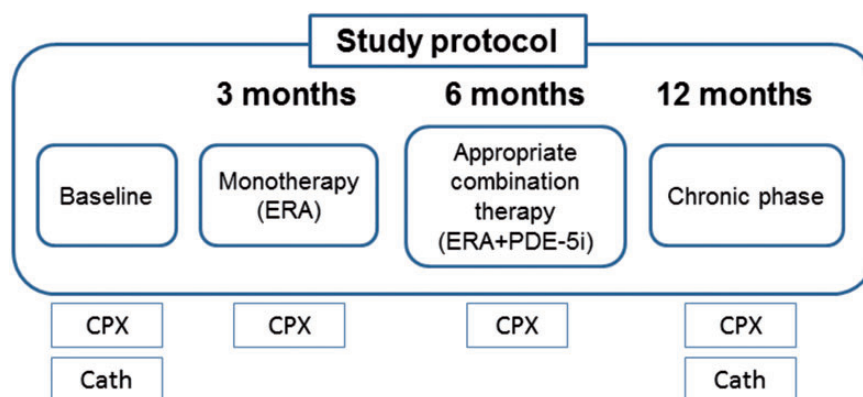 Study protocol
3 months
6 months
12 months
Baseline
Monotherapy
(ERA)
Appropriate
combination
therapy
(ERA+PDE-5i)
Chronic phase
CPX
CPX
CPX
CPX
Cath
Cath